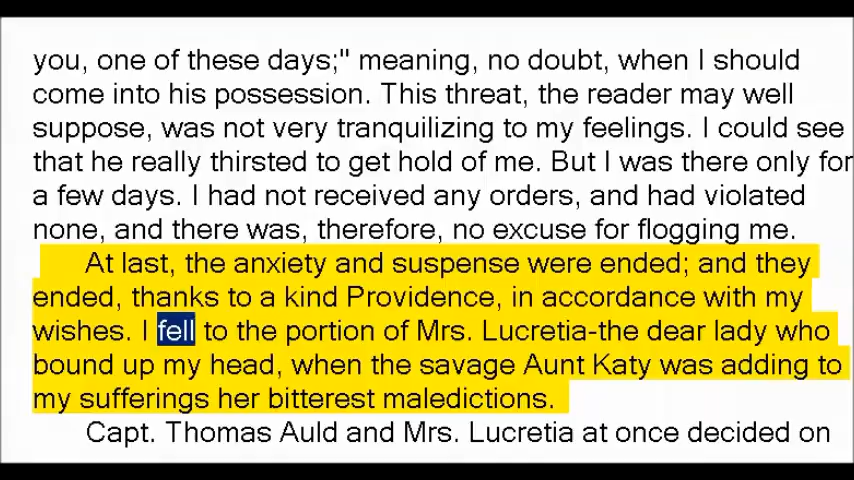 you, one of these days;" meaning, no doubt, when I should
come into his possession. This threat, the reader may well
suppose, was not very tranquilizing to my feelings. I could see
that he really thirsted to get hold of me. But I was there only for
a few days. I had not received any orders, and had violated
none, and there was, therefore, no excuse for flogging me.
At last, the anxiety and suspense were ended; and they
ended, thanks to a kind Providence, in accordance with my
wishes. I fell to the portion of Mrs. Lucretia-the dear lady who
bound up my head, when the savage Aunt Katy was adding to
my sufferings her bitterest maledictions.
Capt. Thomas Auld and Mrs. Lucretia at once decided on